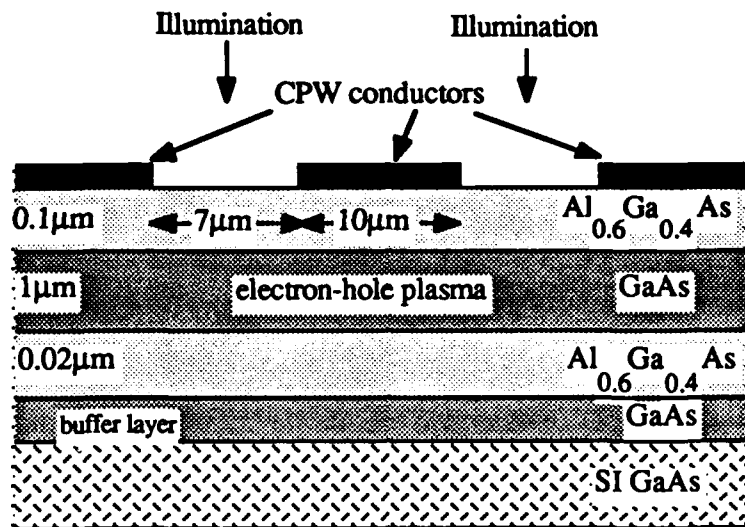 Illumination Illumination
CPW conductors
0.1μm 7μm 10μm Al0.6Ga0.4As
1μm electron-hole plasma GaAs
0.02μm Al0.6Ga0.4As
buffer layer GaAs
SI GaAs